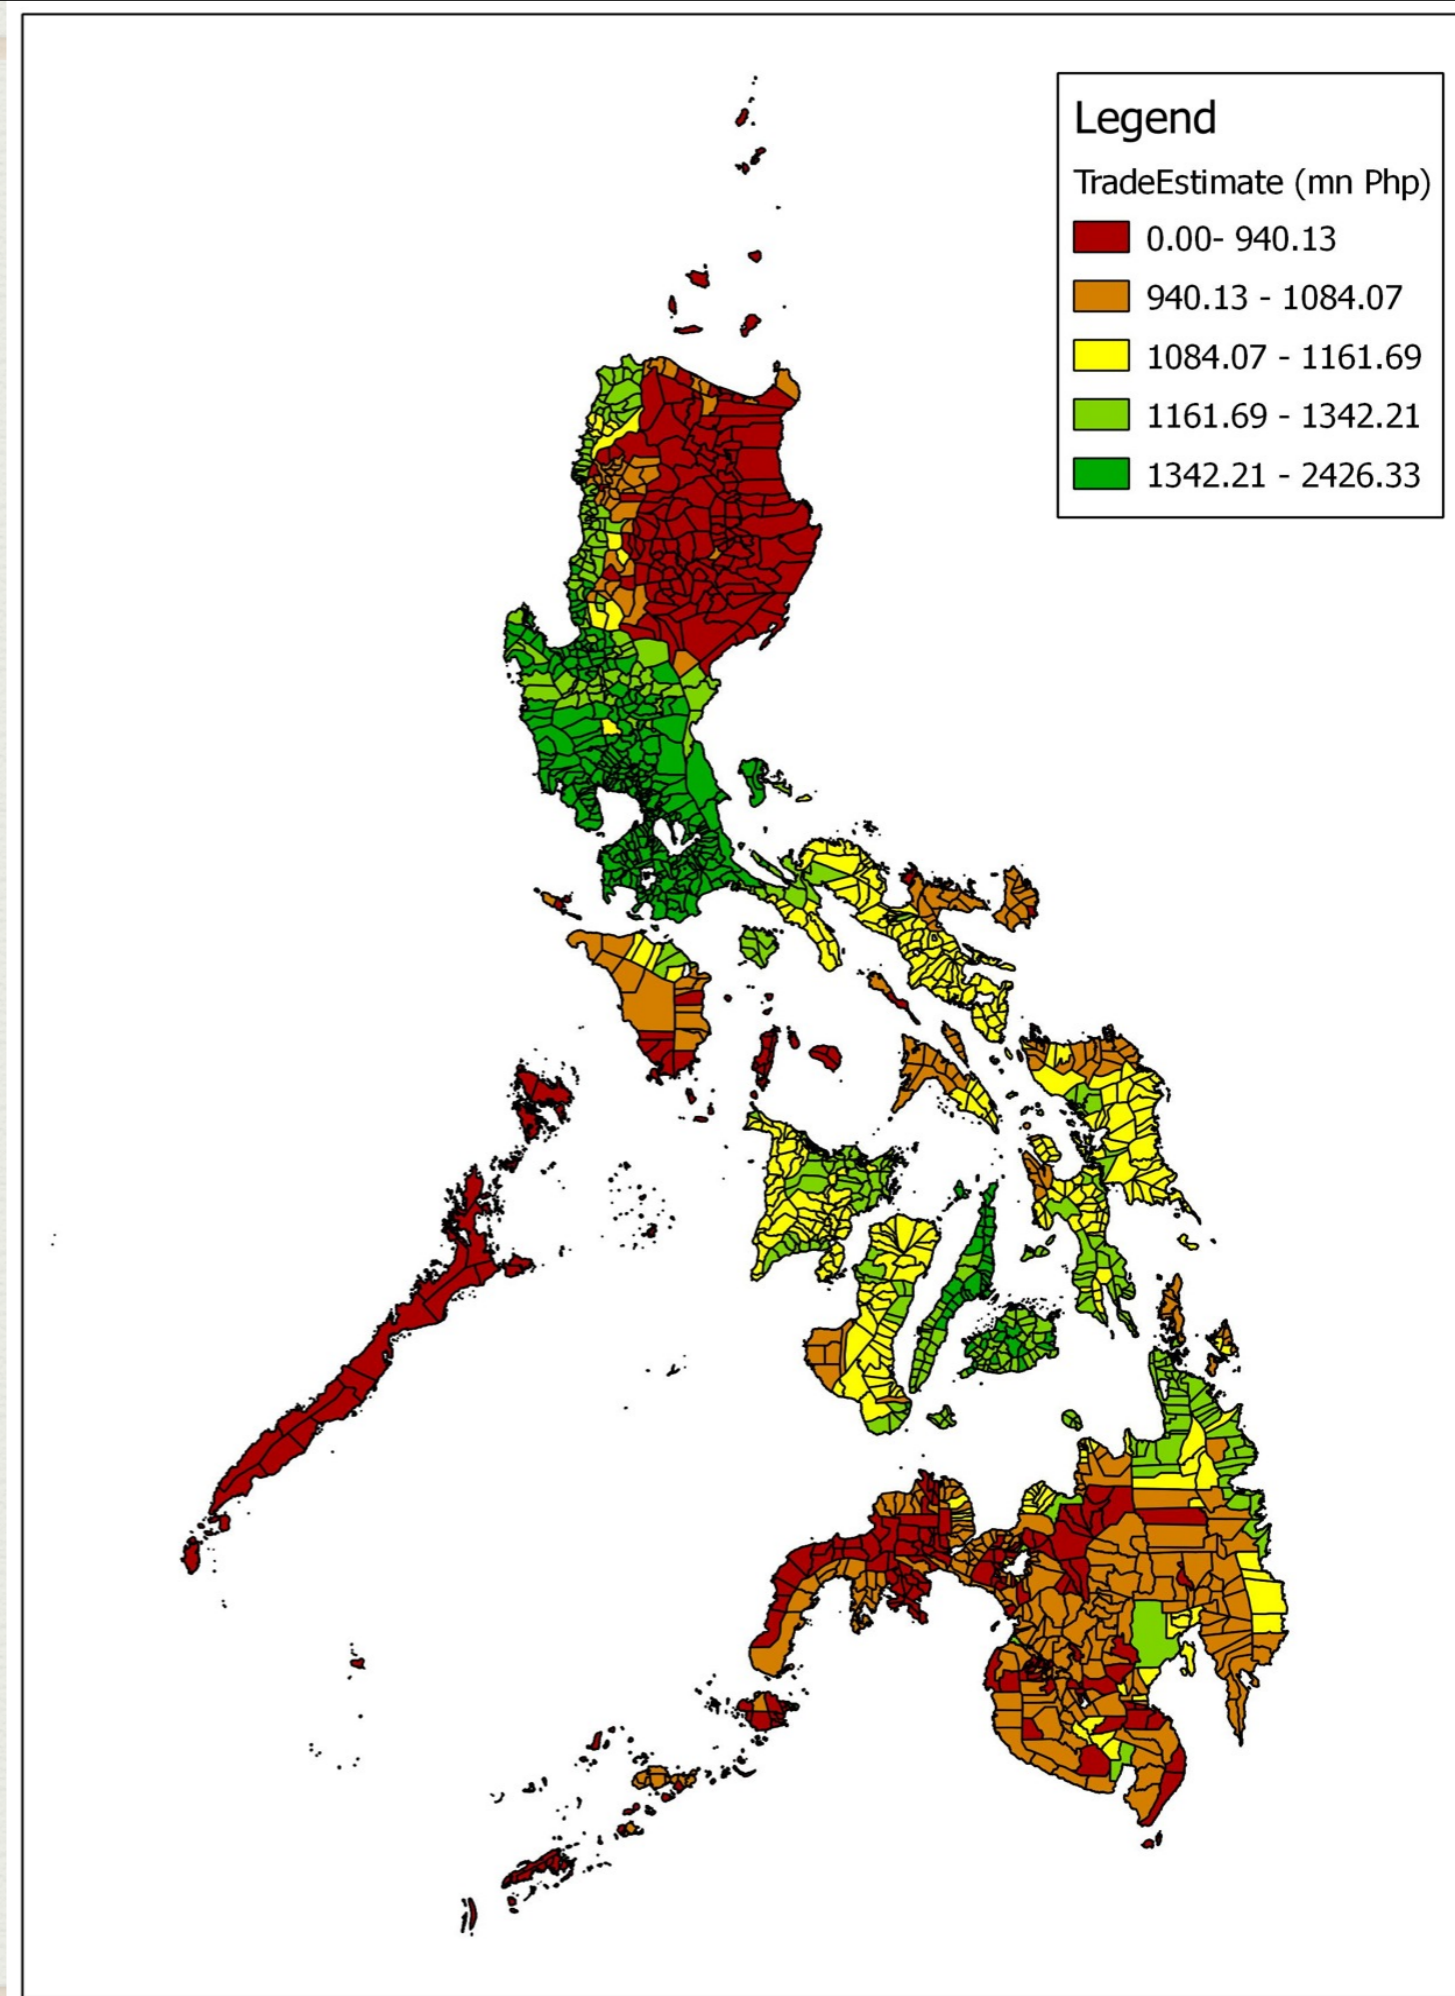 Legend
TradeEstimate (mn Php)
0.00- 940.13
940.13 - 1084.07
1084.07 - 1161.69
1161.69 - 1342.21
1342.21 - 2426.33